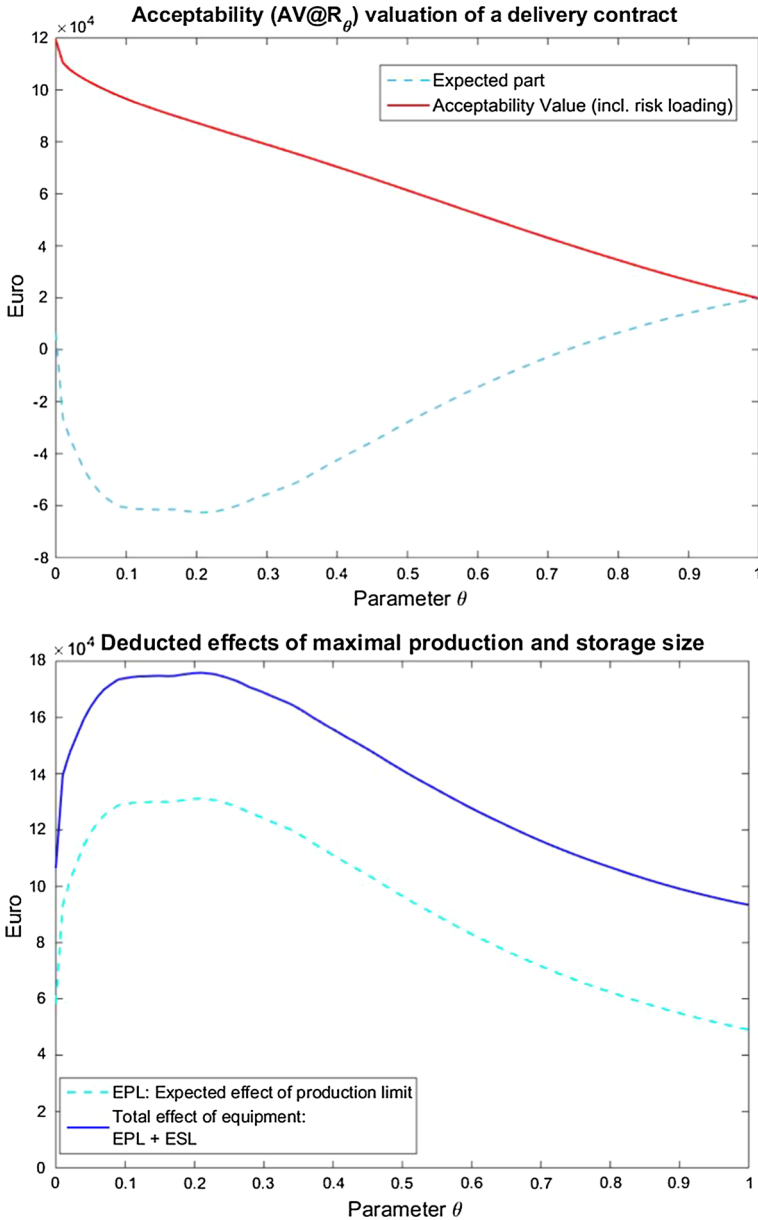 Acceptability (AV@Rθ) valuation of a delivery contract
×10⁴
12
10
8
6
4
2
0
-2
-4
-6
-8
Euro
Expected part
Acceptability Value (incl. risk loading)
0 0.1 0.2 0.3 0.4 0.5 0.6 0.7 0.8 0.9 1
Parameter θ
Deducted effects of maximal production and storage size
×10⁴
18
16
14
12
10
8
6
4
2
0
Euro
EPL: Expected effect of production limit
Total effect of equipment:
EPL + ESL
0 0.1 0.2 0.3 0.4 0.5 0.6 0.7 0.8 0.9 1
Parameter θ